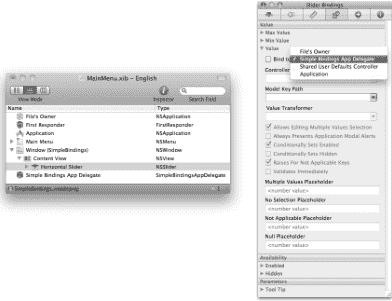 MainMenu.xib – English
View Mode
Inspector
Search Field
Name
Type
File's Owner
NSApplication
First Responder
FirstResponder
Application
NSApplication
Main Menu
NSMenu
Window (SimpleBindings)
NSWindow
Content View
NSView
Horizontal Slider
NSSlider
Simple Bindings App Delegate
SimpleBindingsAppDelegate
Slider Bindings
Value
Max Value
Min Value
Value
File's Owner
Bind to
Simple Bindings App Delegate
Shared User Defaults Controller
Controller
Application
Model Key Path
Value Transformer
Allows Editing Multiple Values Selection
Always Presents Application Modal Alerts
Conditionally Sets Enabled
Conditionally Sets Hidden
Raises For Not Applicable Keys
Validates Immediately
Multiple Values Placeholder
<number value>
No Selection Placeholder
<number value>
Not Applicable Placeholder
<number value>
Null Placeholder
<number value>
Availability
Enabled
Hidden
Parameters
Tool Tip